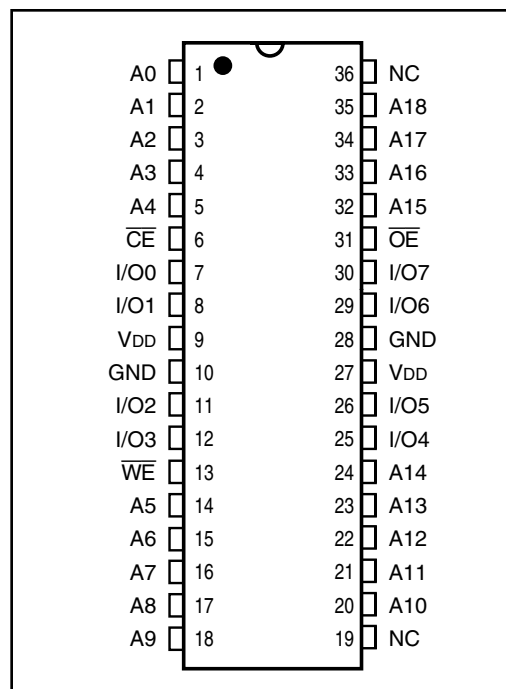 A0 1 36 NC
A1 2 35 A18
A2 3 34 A17
A3 4 33 A16
A4 5 32 A15
C̅E̅ 6 31 O̅E̅
I/O0 7 30 I/O7
I/O1 8 29 I/O6
VDD 9 28 GND
GND 10 27 VDD
I/O2 11 26 I/O5
I/O3 12 25 I/O4
W̅E̅ 13 24 A14
A5 14 23 A13
A6 15 22 A12
A7 16 21 A11
A8 17 20 A10
A9 18 19 NC